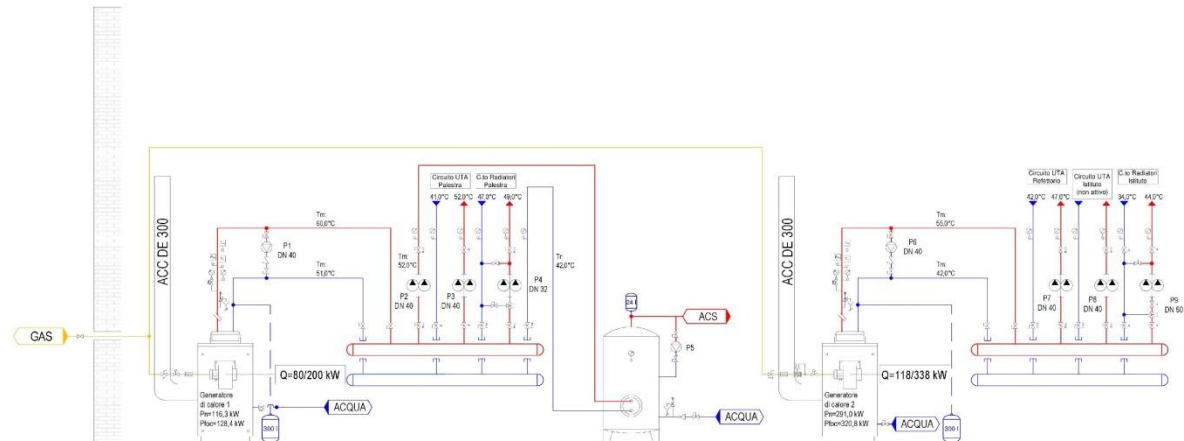 GAS
ACC DE 300
Tm:
60,0°C
P1
DN 40
Tm:
51,0°C
Generatore
di calore 1
Pn=116,3 kW
Pfoc=128,4 kW
Q=80/200 kW
300 l
ACQUA
Circuito UTA
Palestra
C.to Radiatori
Palestra
41,0°C
52,0°C
47,0°C
49,0°C
Tm:
52,0°C
P2
DN 40
P3
DN 40
P4
DN 32
Tr:
42,0°C
24 l
ACS
P5
ACQUA
ACC DE 300
Tm:
55,0°C
P6
DN 40
Tm:
42,0°C
Generatore
di calore 2
Pn=291,0 kW
Pfoc=320,8 kW
Q=118/338 kW
ACQUA
300 l
Circuito UTA
Refettorio
Circuito UTA
Istituto
(non attivo)
C.to Radiatori
Istituto
42,0°C
47,0°C
34,0°C
44,0°C
P7
DN 40
P8
DN 40
P9
DN 50